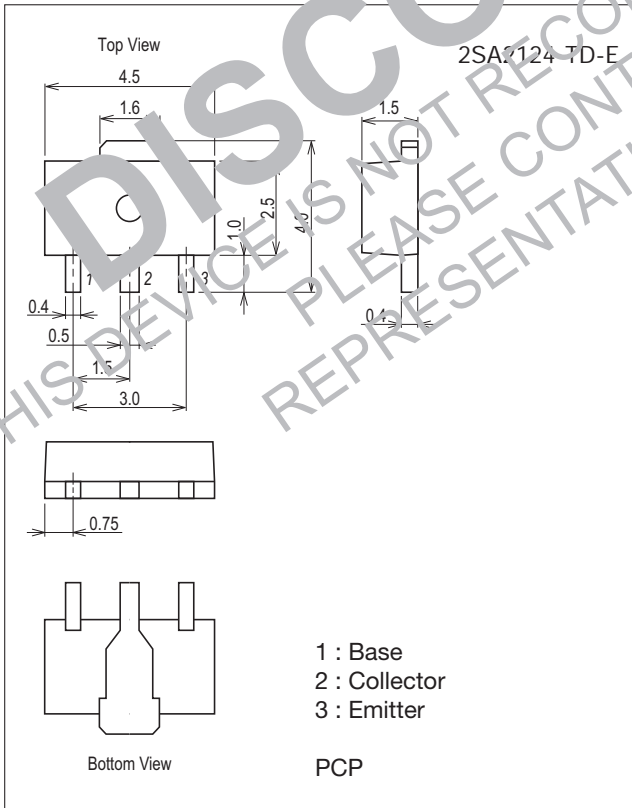 DISCO
THIS DEVICE IS NOT RECO
PLEASE CONT
REPRESENTATI
Top View
2SA2124-TD-E
4.5
1.6
1.5
2.5
4.0
1.0
1
2
3
0.4
0.5
1.5
3.0
0.4
0.75
1 : Base
2 : Collector
3 : Emitter
Bottom View
PCP